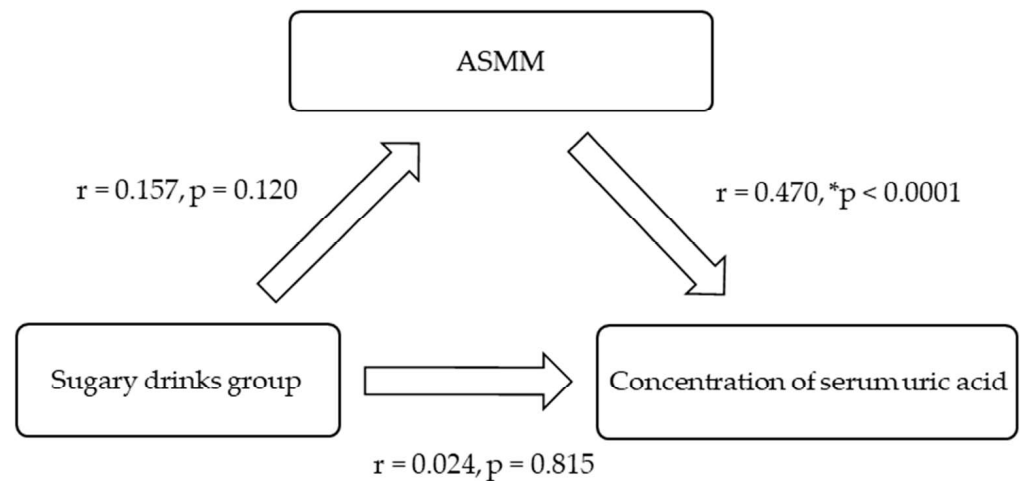 ASMM
r = 0.157, p = 0.120
r = 0.470, *p < 0.0001
Sugary drinks group
Concentration of serum uric acid
r = 0.024, p = 0.815